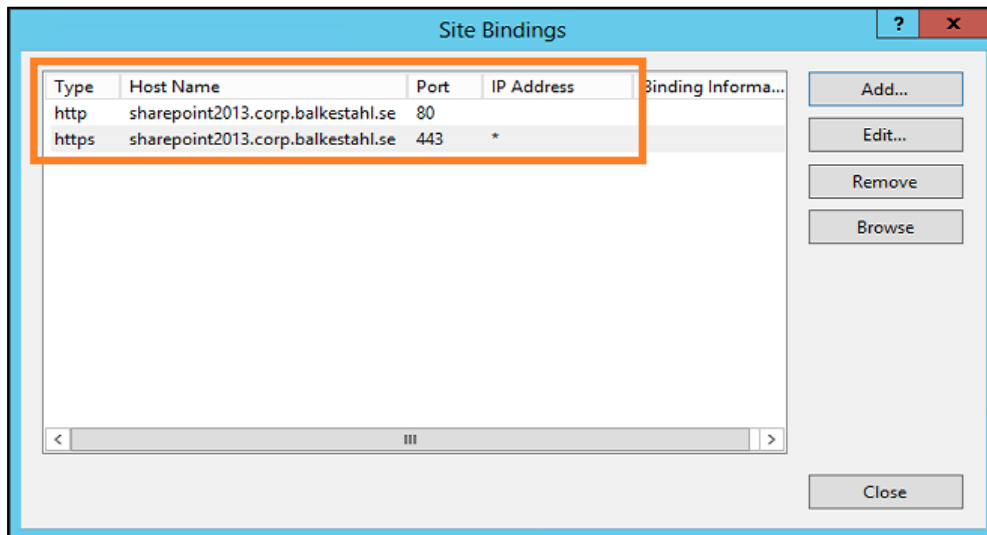 Site Bindings
?
x
Type Host Name Port IP Address Binding Informa...
http sharepoint2013.corp.balkestahl.se 80
https sharepoint2013.corp.balkestahl.se 443 *
Add...
Edit...
Remove
Browse
Close